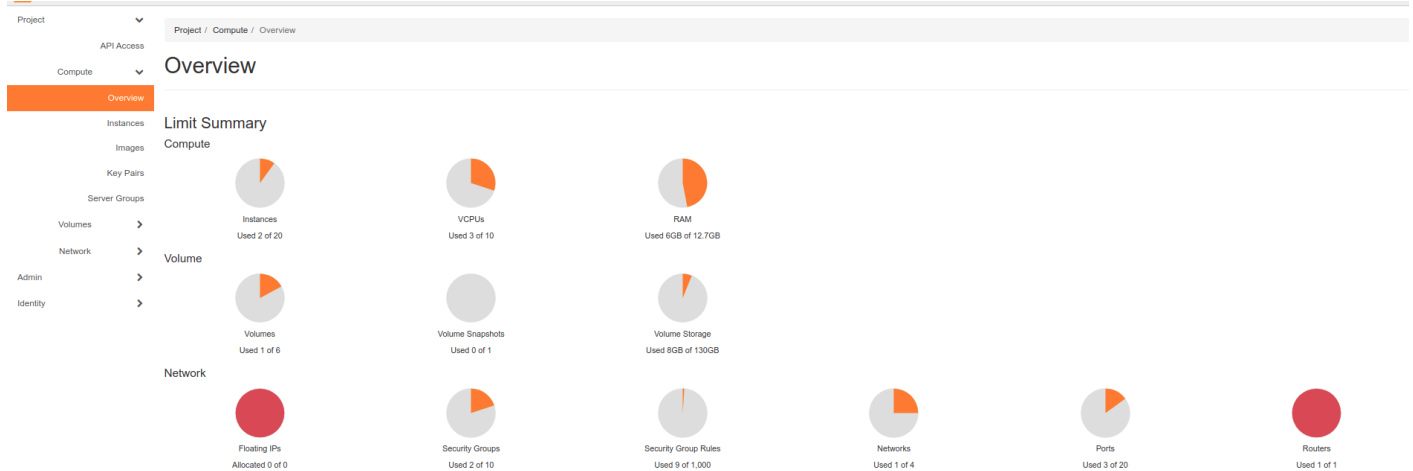 Project
API Access
Compute
Overview
Instances
Images
Key Pairs
Server Groups
Volumes
Network
Admin
Identity
Project / Compute / Overview
Overview
Limit Summary
Compute
Instances
Used 2 of 20
VCPUs
Used 3 of 10
RAM
Used 6GB of 12.7GB
Volume
Volumes
Used 1 of 6
Volume Snapshots
Used 0 of 1
Volume Storage
Used 8GB of 130GB
Network
Floating IPs
Allocated 0 of 0
Security Groups
Used 2 of 10
Security Group Rules
Used 9 of 1,000
Networks
Used 1 of 4
Ports
Used 3 of 20
Routers
Used 1 of 1